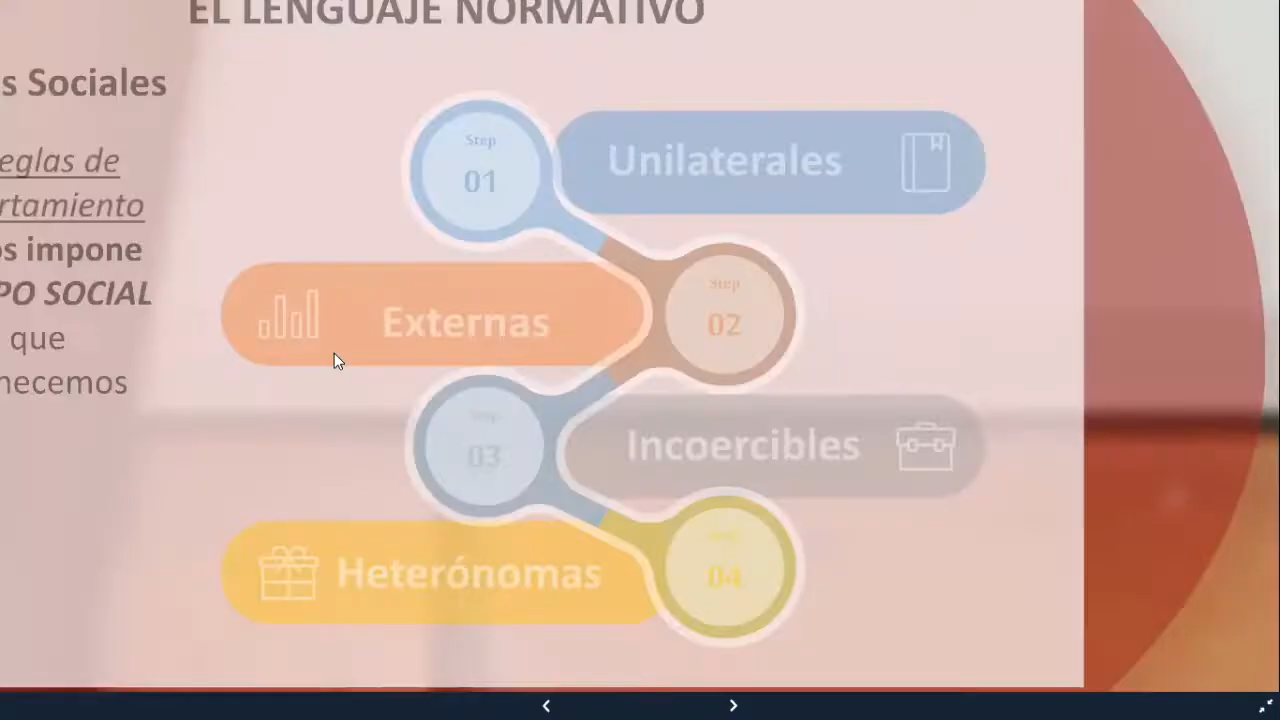 EL LENGUAJE NORMATIVO
s Sociales
eglas de
rtamiento
os impone
PO SOCIAL
que
necemos
Step
01
Unilaterales
Externas
Step
02
Step
03
Incoercibles
Heterónomas
04